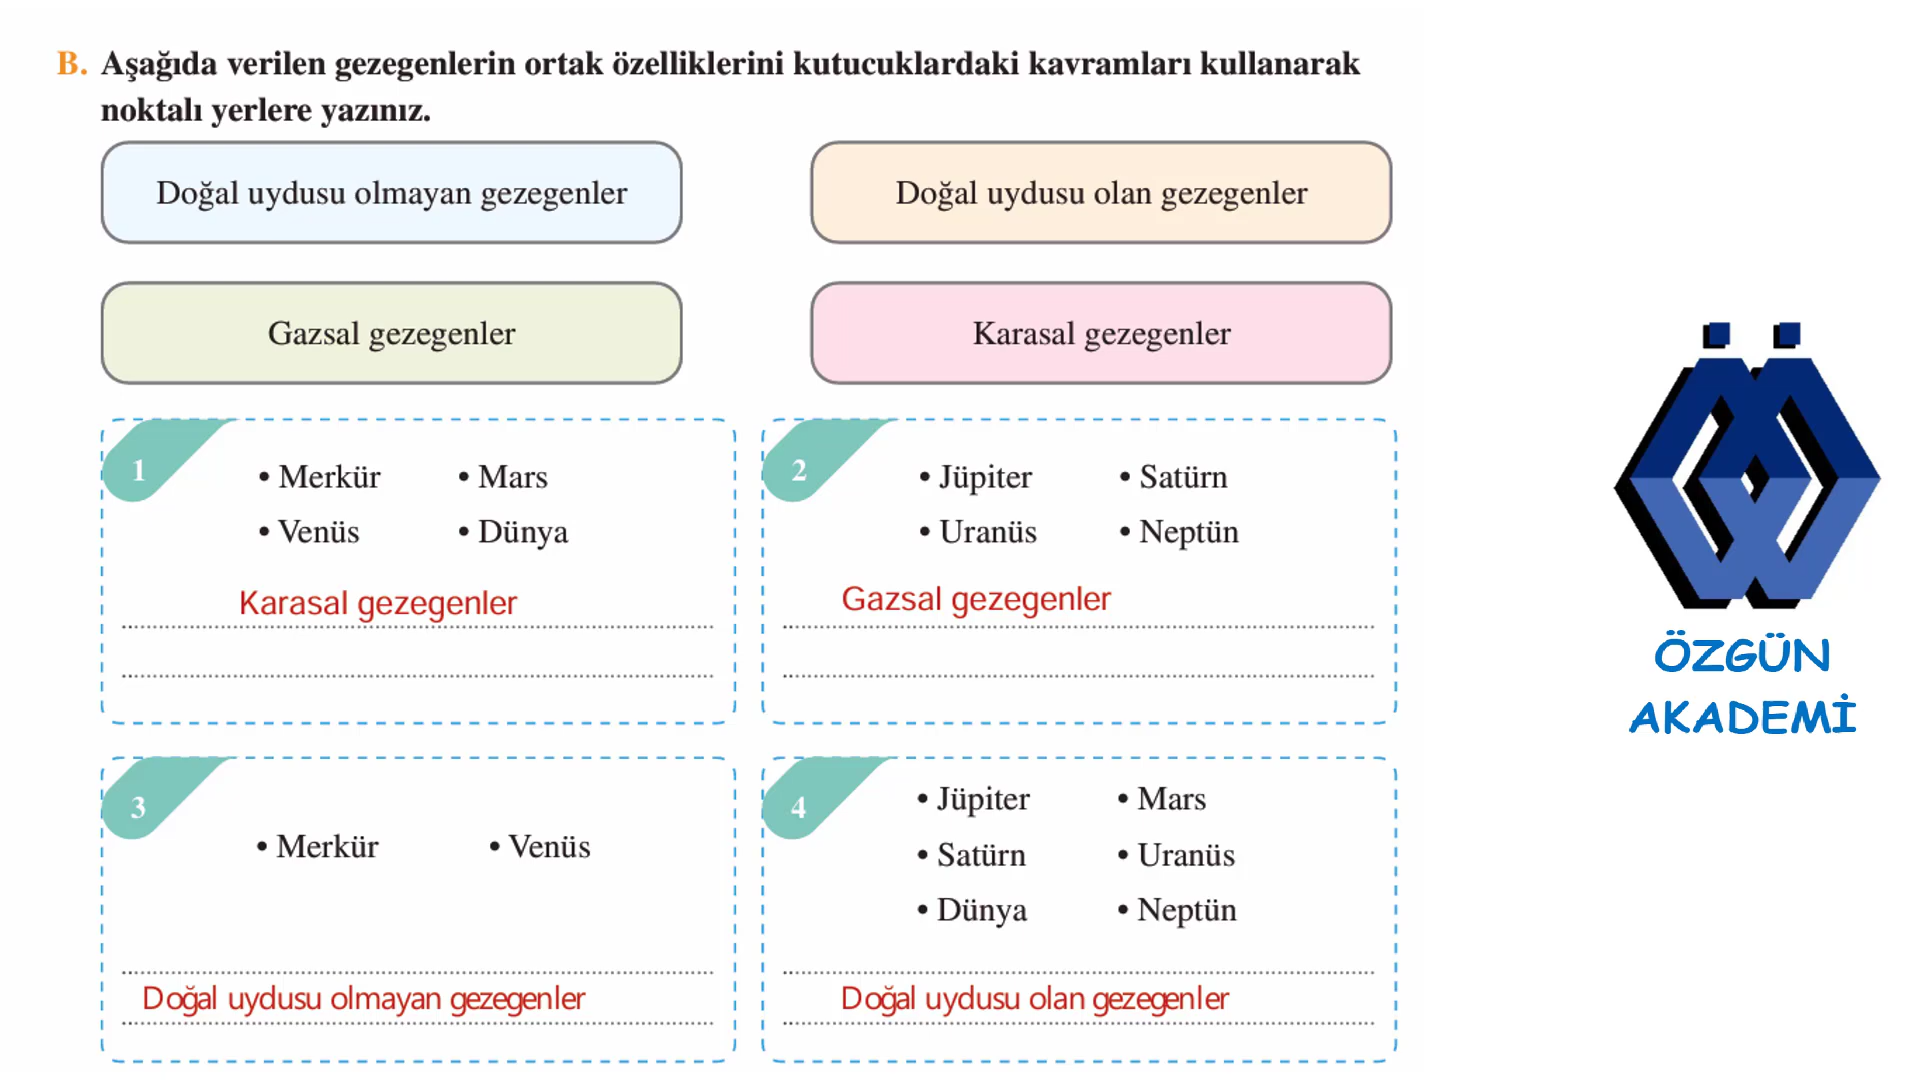 B. Aşağıda verilen gezegenlerin ortak özelliklerini kutucuklardaki kavramları kullanarak
noktalı yerlere yazınız.
Doğal uydusu olmayan gezegenler
Doğal uydusu olan gezegenler
Gazsal gezegenler
Karasal gezegenler
1
• Merkür • Mars
• Venüs • Dünya
Karasal gezegenler
2
• Jüpiter • Satürn
• Uranüs • Neptün
Gazsal gezegenler
3
• Merkür • Venüs
Doğal uydusu olmayan gezegenler
4
• Jüpiter • Mars
• Satürn • Uranüs
• Dünya • Neptün
Doğal uydusu olan gezegenler
ÖZGÜN
AKADEMİ